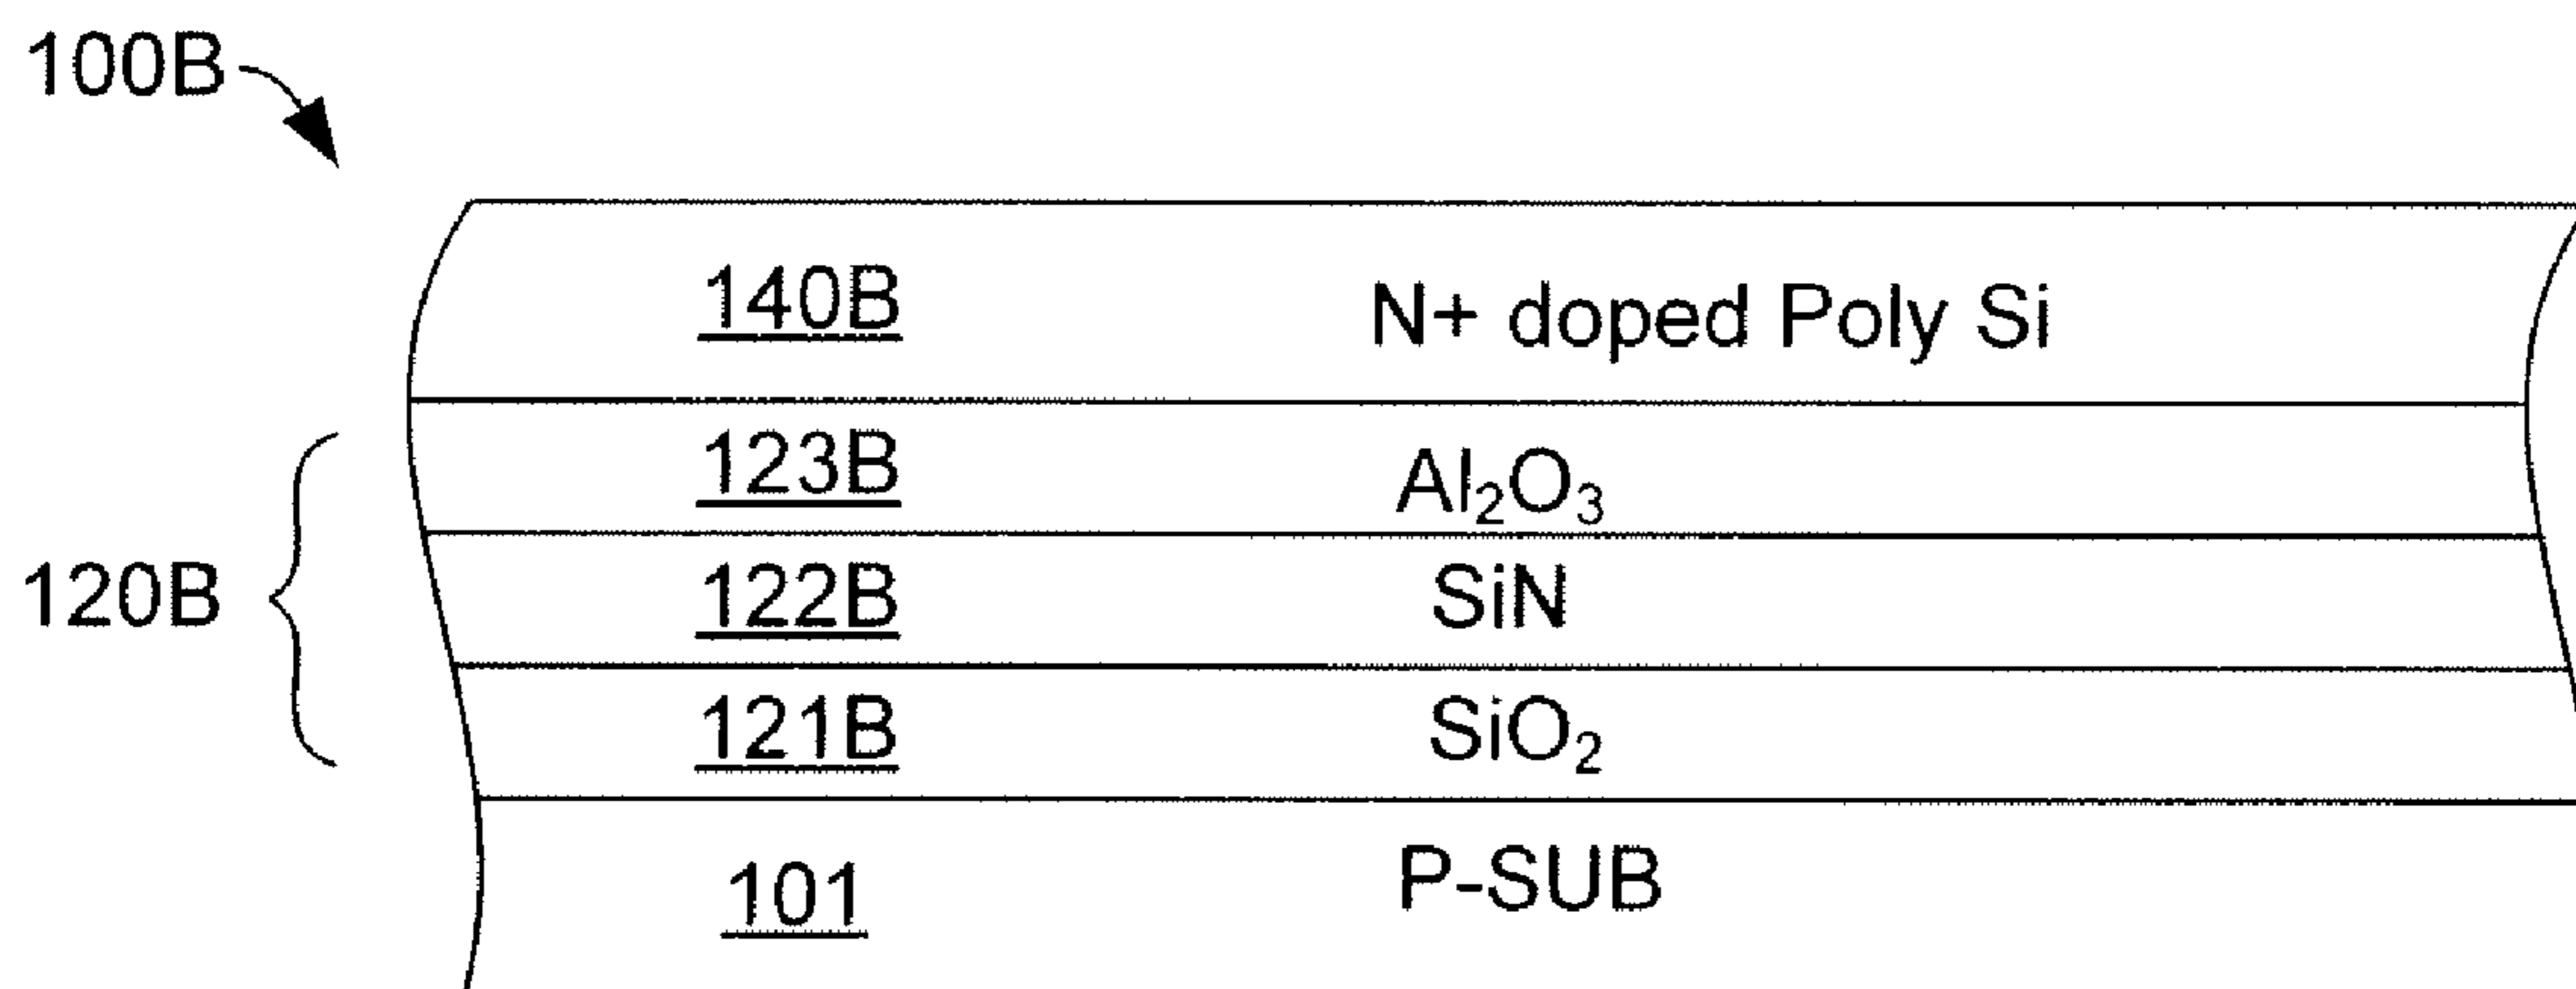 100B
140B N+ doped Poly Si
123B Al₂O₃
120B
122B SiN
121B SiO₂
101 P-SUB